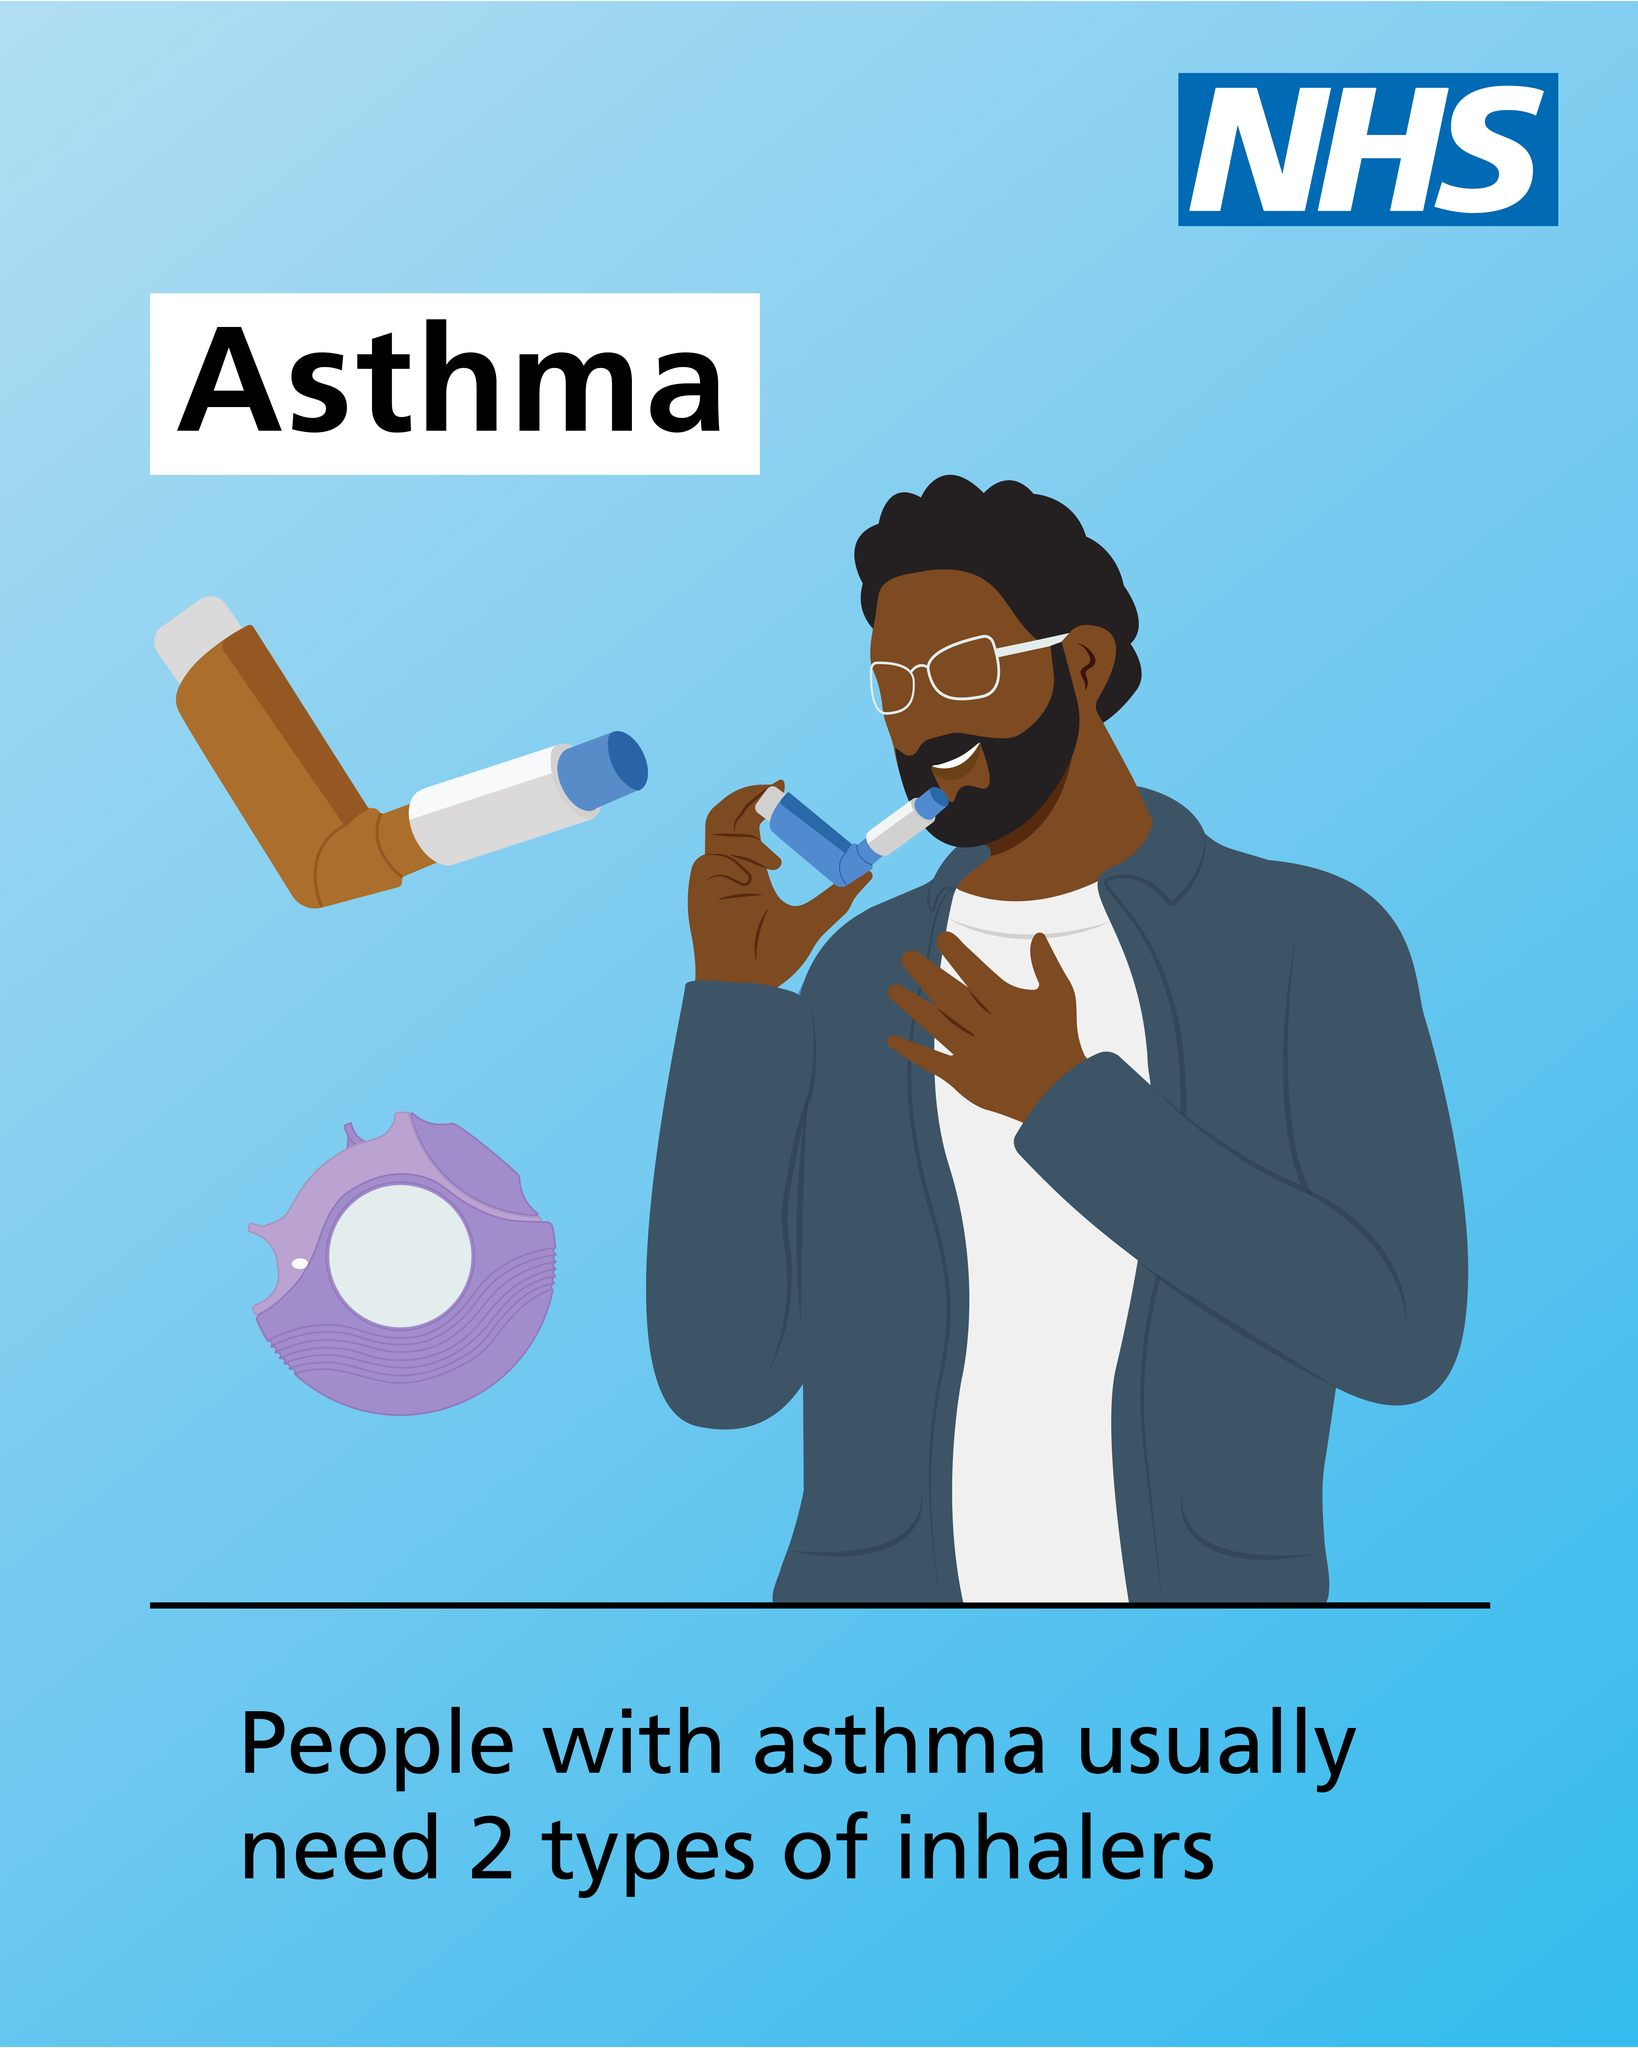 NHS
Asthma
People with asthma usually
need 2 types of inhalers